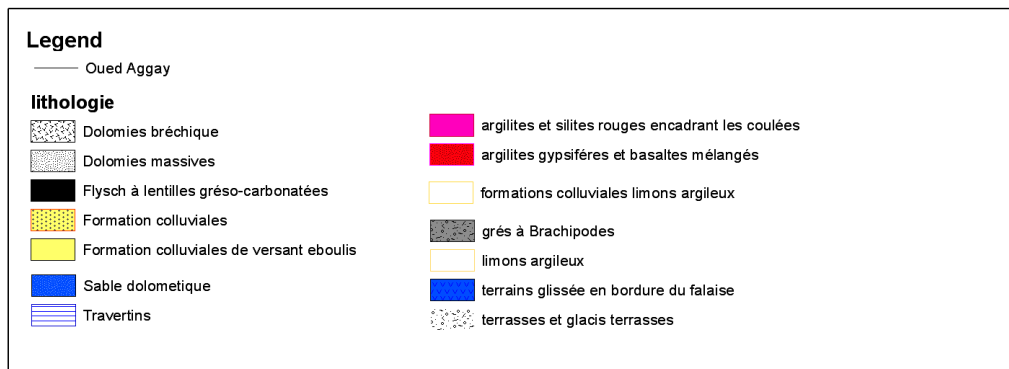 Legend
Oued Aggay
lithologie
Dolomies bréchique
Dolomies massives
Flysch à lentilles gréso-carbonatées
Formation colluviales
Formation colluviales de versant eboulis
Sable dolometique
Travertins
argilites et silites rouges encadrant les coulées
argilites gypsiféres et basaltes mélangés
formations colluviales limons argileux
grés à Brachipodes
limons argileux
terrains glissée en bordure du falaise
terrasses et glacis terrasses